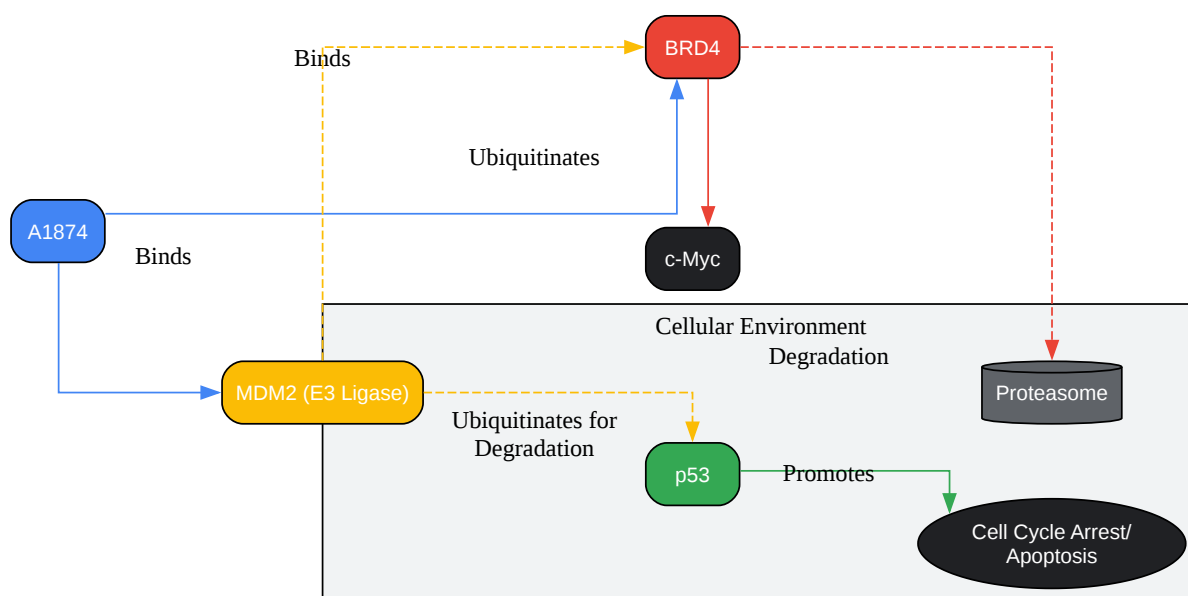 BRD4
Binds
Ubiquitinates
A1874
Binds
c-Myc
Cellular Environment
Degradation
MDM2 (E3 Ligase)
Proteasome
Ubiquitinates for
Degradation
p53
Promotes
Cell Cycle Arrest/
Apoptosis